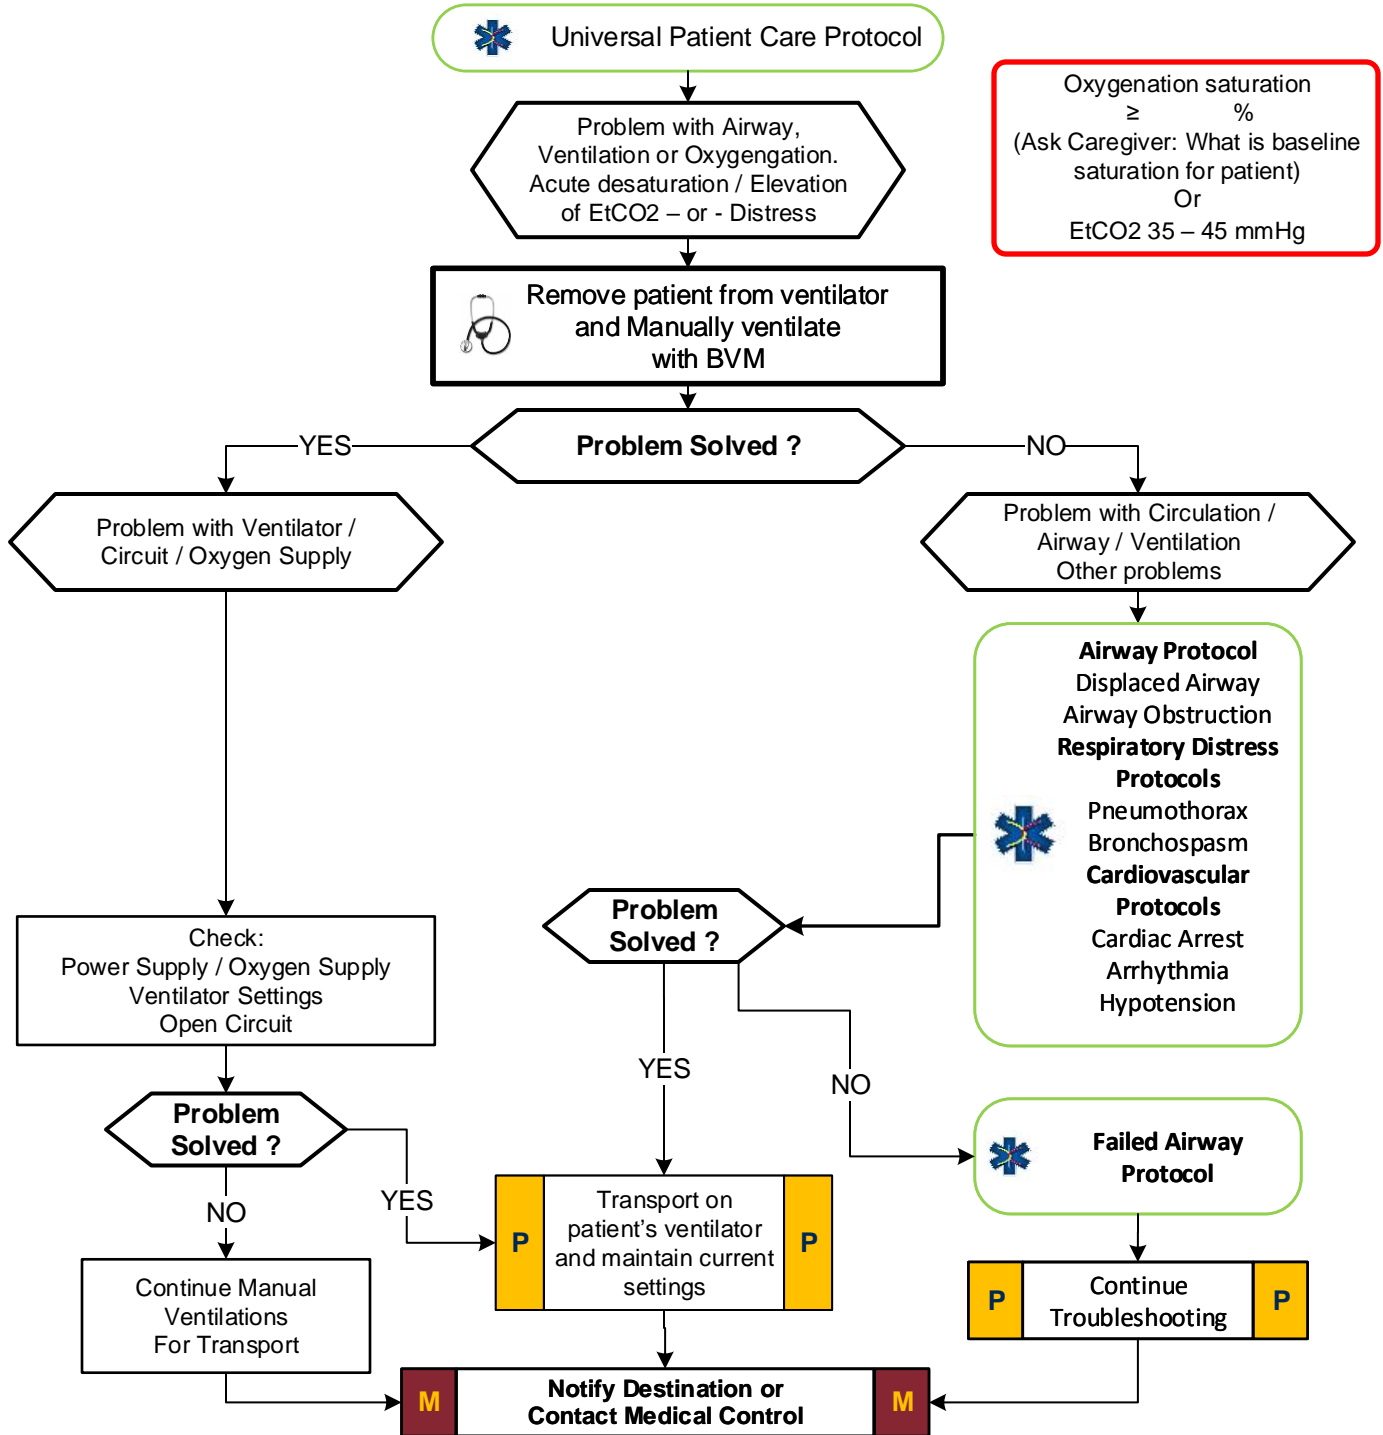 Universal Patient Care Protocol
Oxygenation saturation
≥ %
(Ask Caregiver: What is baseline
saturation for patient)
Or
EtCO2 35 – 45 mmHg
Problem with Airway,
Ventilation or Oxygengation.
Acute desaturation / Elevation
of EtCO2 – or - Distress
Remove patient from ventilator
and Manually ventilate
with BVM
Problem Solved ?
YES
NO
Problem with Ventilator /
Circuit / Oxygen Supply
Problem with Circulation /
Airway / Ventilation
Other problems
Airway Protocol
Displaced Airway
Airway Obstruction
Respiratory Distress
Protocols
Pneumothorax
Bronchospasm
Cardiovascular
Protocols
Cardiac Arrest
Arrhythmia
Hypotension
Problem
Solved ?
Check:
Power Supply / Oxygen Supply
Ventilator Settings
Open Circuit
YES
NO
Problem
Solved ?
NO
YES
Failed Airway
Protocol
P
Transport on
patient’s ventilator
and maintain current
settings
P
Continue Manual
Ventilations
For Transport
P
Continue
Troubleshooting
P
M
Notify Destination or
Contact Medical Control
M